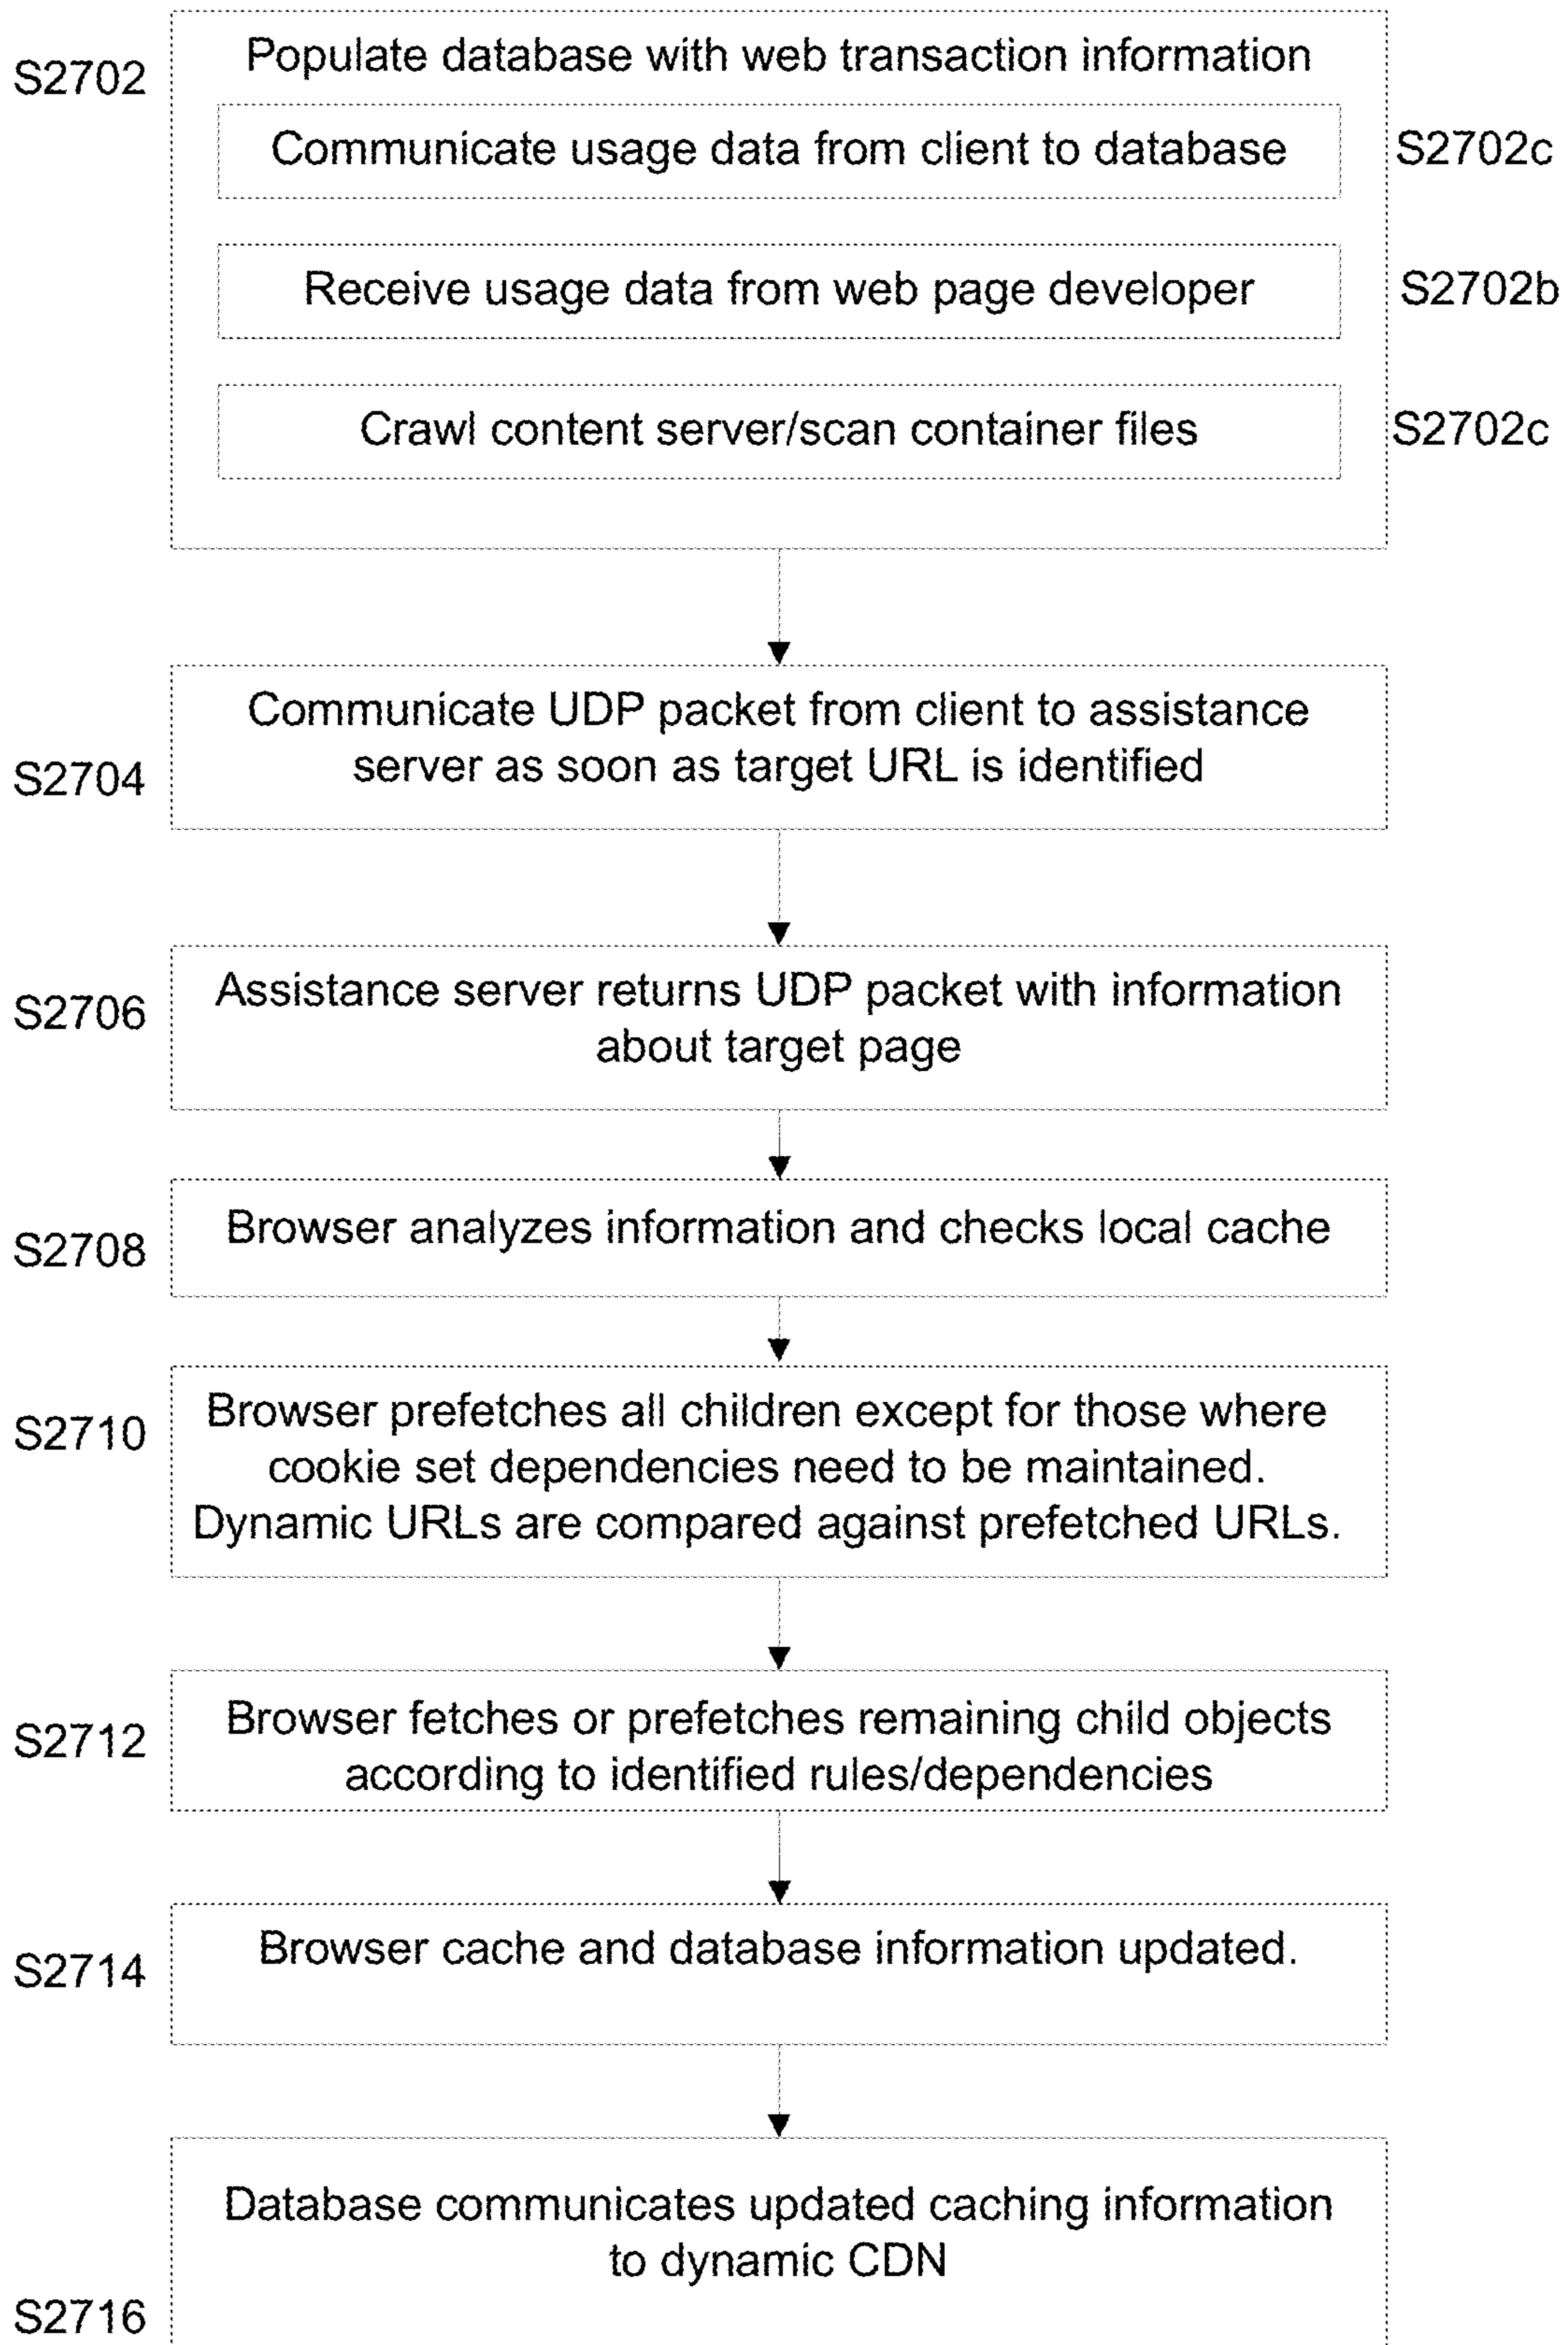 Populate database with web transaction information
S2702
Communicate usage data from client to database
S2702c
Receive usage data from web page developer
S2702b
Crawl content server/scan container files
S2702c
Communicate UDP packet from client to assistance
server as soon as target URL is identified
S2704
Assistance server returns UDP packet with information
about target page
S2706
Browser analyzes information and checks local cache
S2708
Browser prefetches all children except for those where
cookie set dependencies need to be maintained.
Dynamic URLs are compared against prefetched URLs.
S2710
Browser fetches or prefetches remaining child objects
according to identified rules/dependencies
S2712
Browser cache and database information updated.
S2714
Database communicates updated caching information
to dynamic CDN
S2716